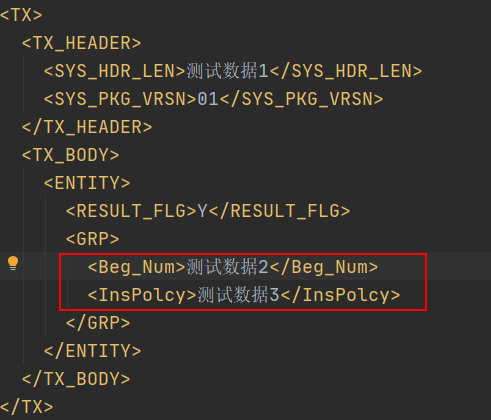 <TX>
<TX_HEADER>
<SYS_HDR_LEN>测试数据1</SYS_HDR_LEN>
<SYS_PKG_VRSN>01</SYS_PKG_VRSN>
</TX_HEADER>
<TX_BODY>
<ENTITY>
<RESULT_FLG>Y</RESULT_FLG>
<GRP>
<Beg_Num>测试数据2</Beg_Num>
<InsPolcy>测试数据3</InsPolcy>
</GRP>
</ENTITY>
</TX_BODY>
</TX>